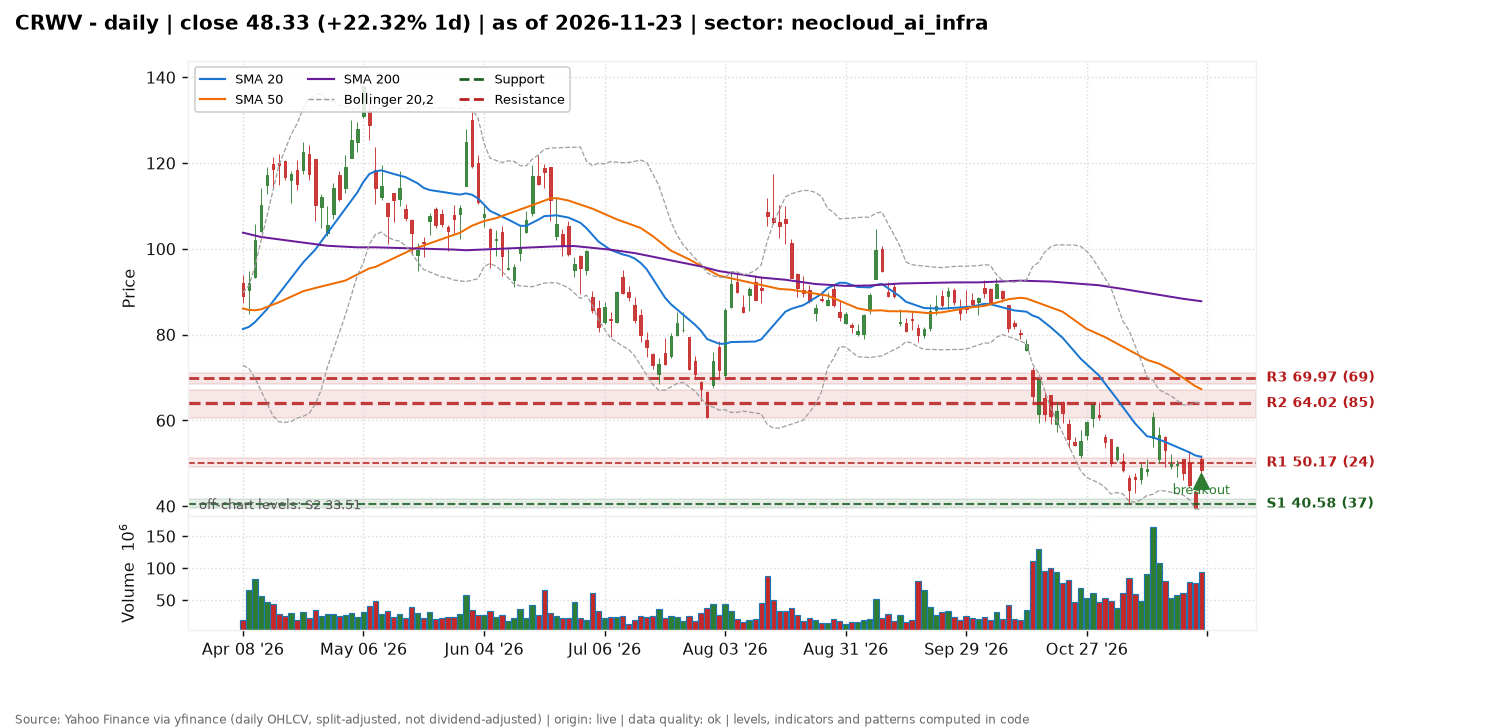 CRWV - daily | close 48.33 (+22.32% 1d) | as of 2026-11-23 | sector: neocloud_ai_infra
SMA 20
SMA 50
SMA 200
Bollinger 20,2
Support
Resistance
Price
140
120
100
80
60
40
R3 69.97 (69)
R2 64.02 (85)
R1 50.17 (24)
breakout
S1 40.58 (37)
off-chart levels: S2 33.51
Volume 10⁶
150
100
50
Apr 08 '26
May 06 '26
Jun 04 '26
Jul 06 '26
Aug 03 '26
Aug 31 '26
Sep 29 '26
Oct 27 '26
Source: Yahoo Finance via yfinance (daily OHLCV, split-adjusted, not dividend-adjusted) | origin: live | data quality: ok | levels, indicators and patterns computed in code